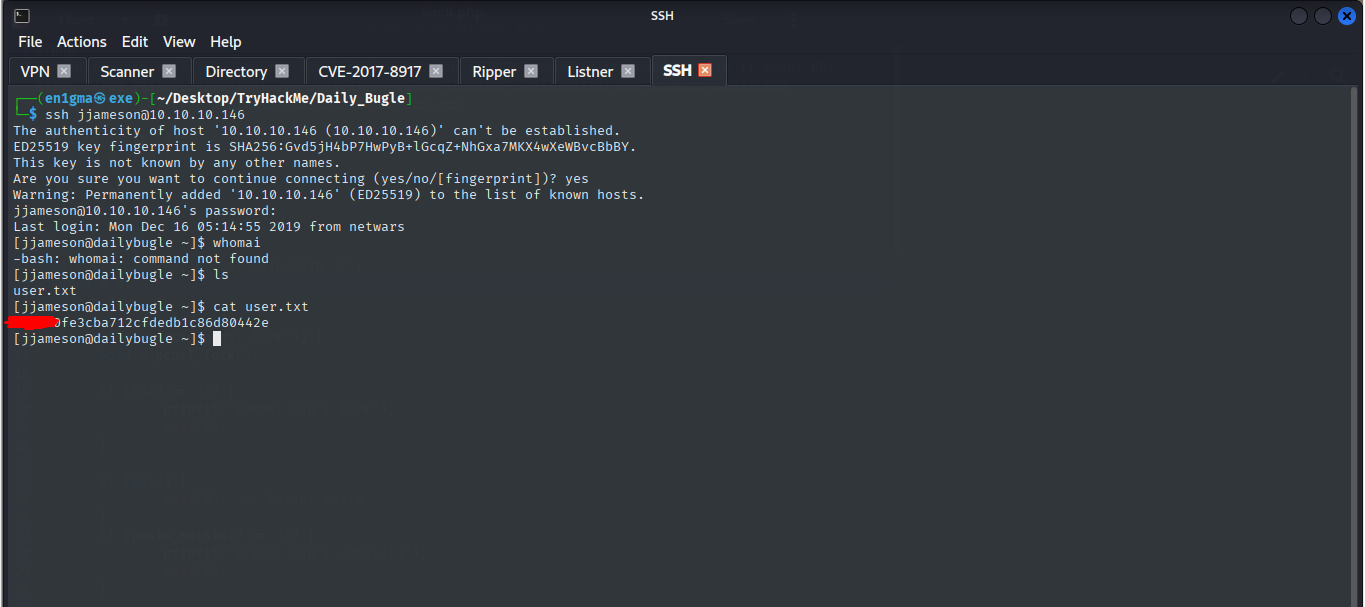 SSH
File Actions Edit View Help
VPN Scanner Directory CVE-2017-8917 Ripper Listner SSH
(en1gma㉿exe)-[~/Desktop/TryHackMe/Daily_Bugle]
$ ssh jjameson@10.10.10.146
The authenticity of host '10.10.10.146 (10.10.10.146)' can't be established.
ED25519 key fingerprint is SHA256:Gvd5jH4bP7HwPyB+lGcqZ+NhGxa7MKX4wXeWBvcBbBY.
This key is not known by any other names.
Are you sure you want to continue connecting (yes/no/[fingerprint])? yes
Warning: Permanently added '10.10.10.146' (ED25519) to the list of known hosts.
jjameson@10.10.10.146's password:
Last login: Mon Dec 16 05:14:55 2019 from netwars
[jjameson@dailybugle ~]$ whomai
-bash: whomai: command not found
[jjameson@dailybugle ~]$ ls
user.txt
[jjameson@dailybugle ~]$ cat user.txt
0fe3cba712cfdedb1c86d80442e
[jjameson@dailybugle ~]$